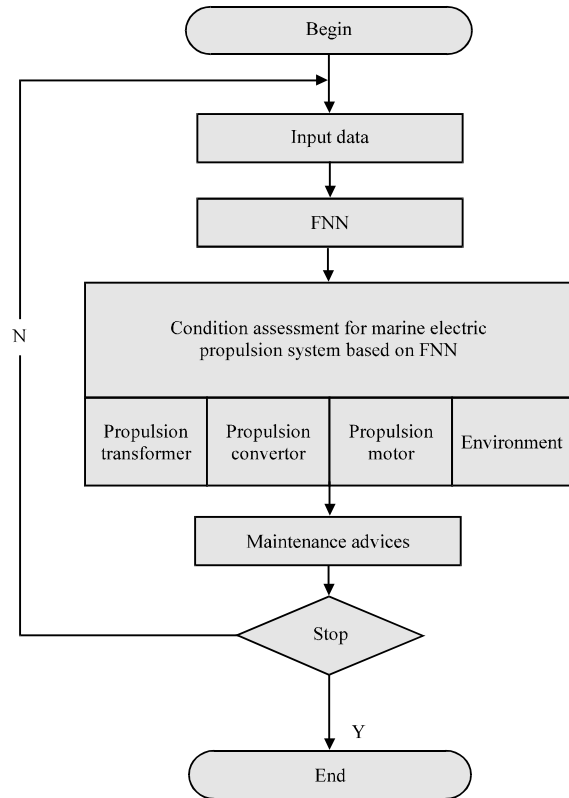 Begin
Input data
FNN
Condition assessment for marine electric
propulsion system based on FNN
N
Propulsion
transformer
Propulsion
convertor
Propulsion
motor
Environment
Maintenance advices
Stop
Y
End